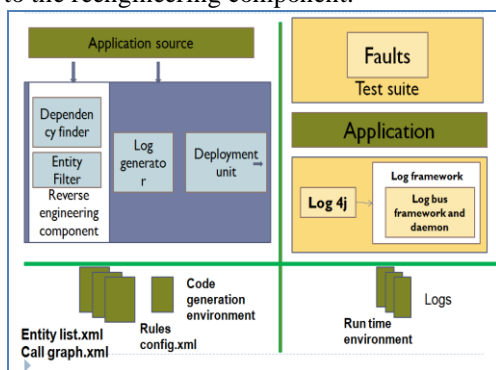 to the reengineering component.
Application source
Dependen
cy finder
Entity
Filter
Reverse
engineering
component
Log
generato
r
Deployment
unit
Faults
Test suite
Application
Log 4j
Log framework
Log bus
framework and
daemon
Code
generation
environment
Rules
config.xml
Entity list.xml
Call graph.xml
Logs
Run time
environment